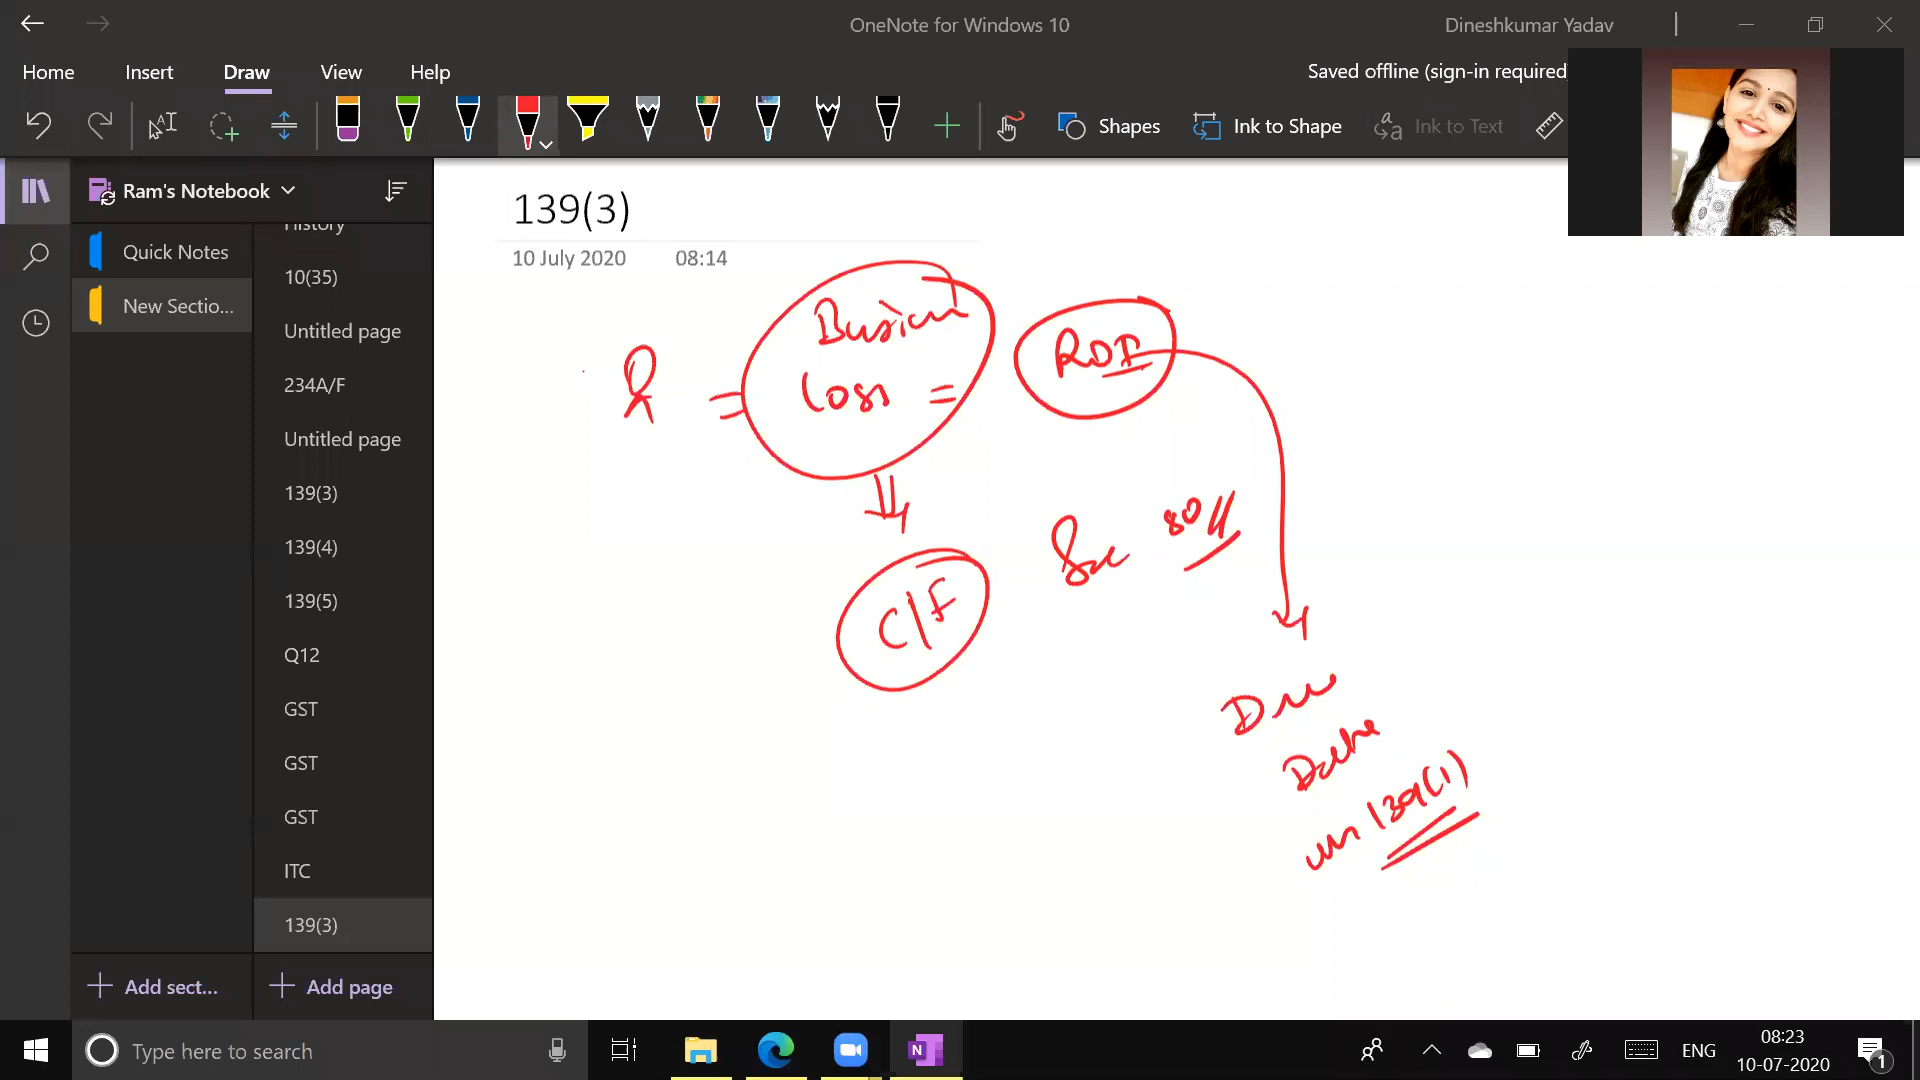 OneNote for Windows 10
Dineshkumar Yadav
Home Insert Draw View Help
Saved offline (sign-in required)
Shapes Ink to Shape Ink to Text
Ram's Notebook
Quick Notes
New Sectio...
History
10(35)
Untitled page
234A/F
Untitled page
139(3)
139(4)
139(5)
Q12
GST
GST
GST
ITC
139(3)
Add sect...
Add page
139(3)
10 July 2020 08:14
Loss =
ROI
C/F
Sec 80
Due
Date
u/s 139(1)
Type here to search
ENG
08:23
10-07-2020
1